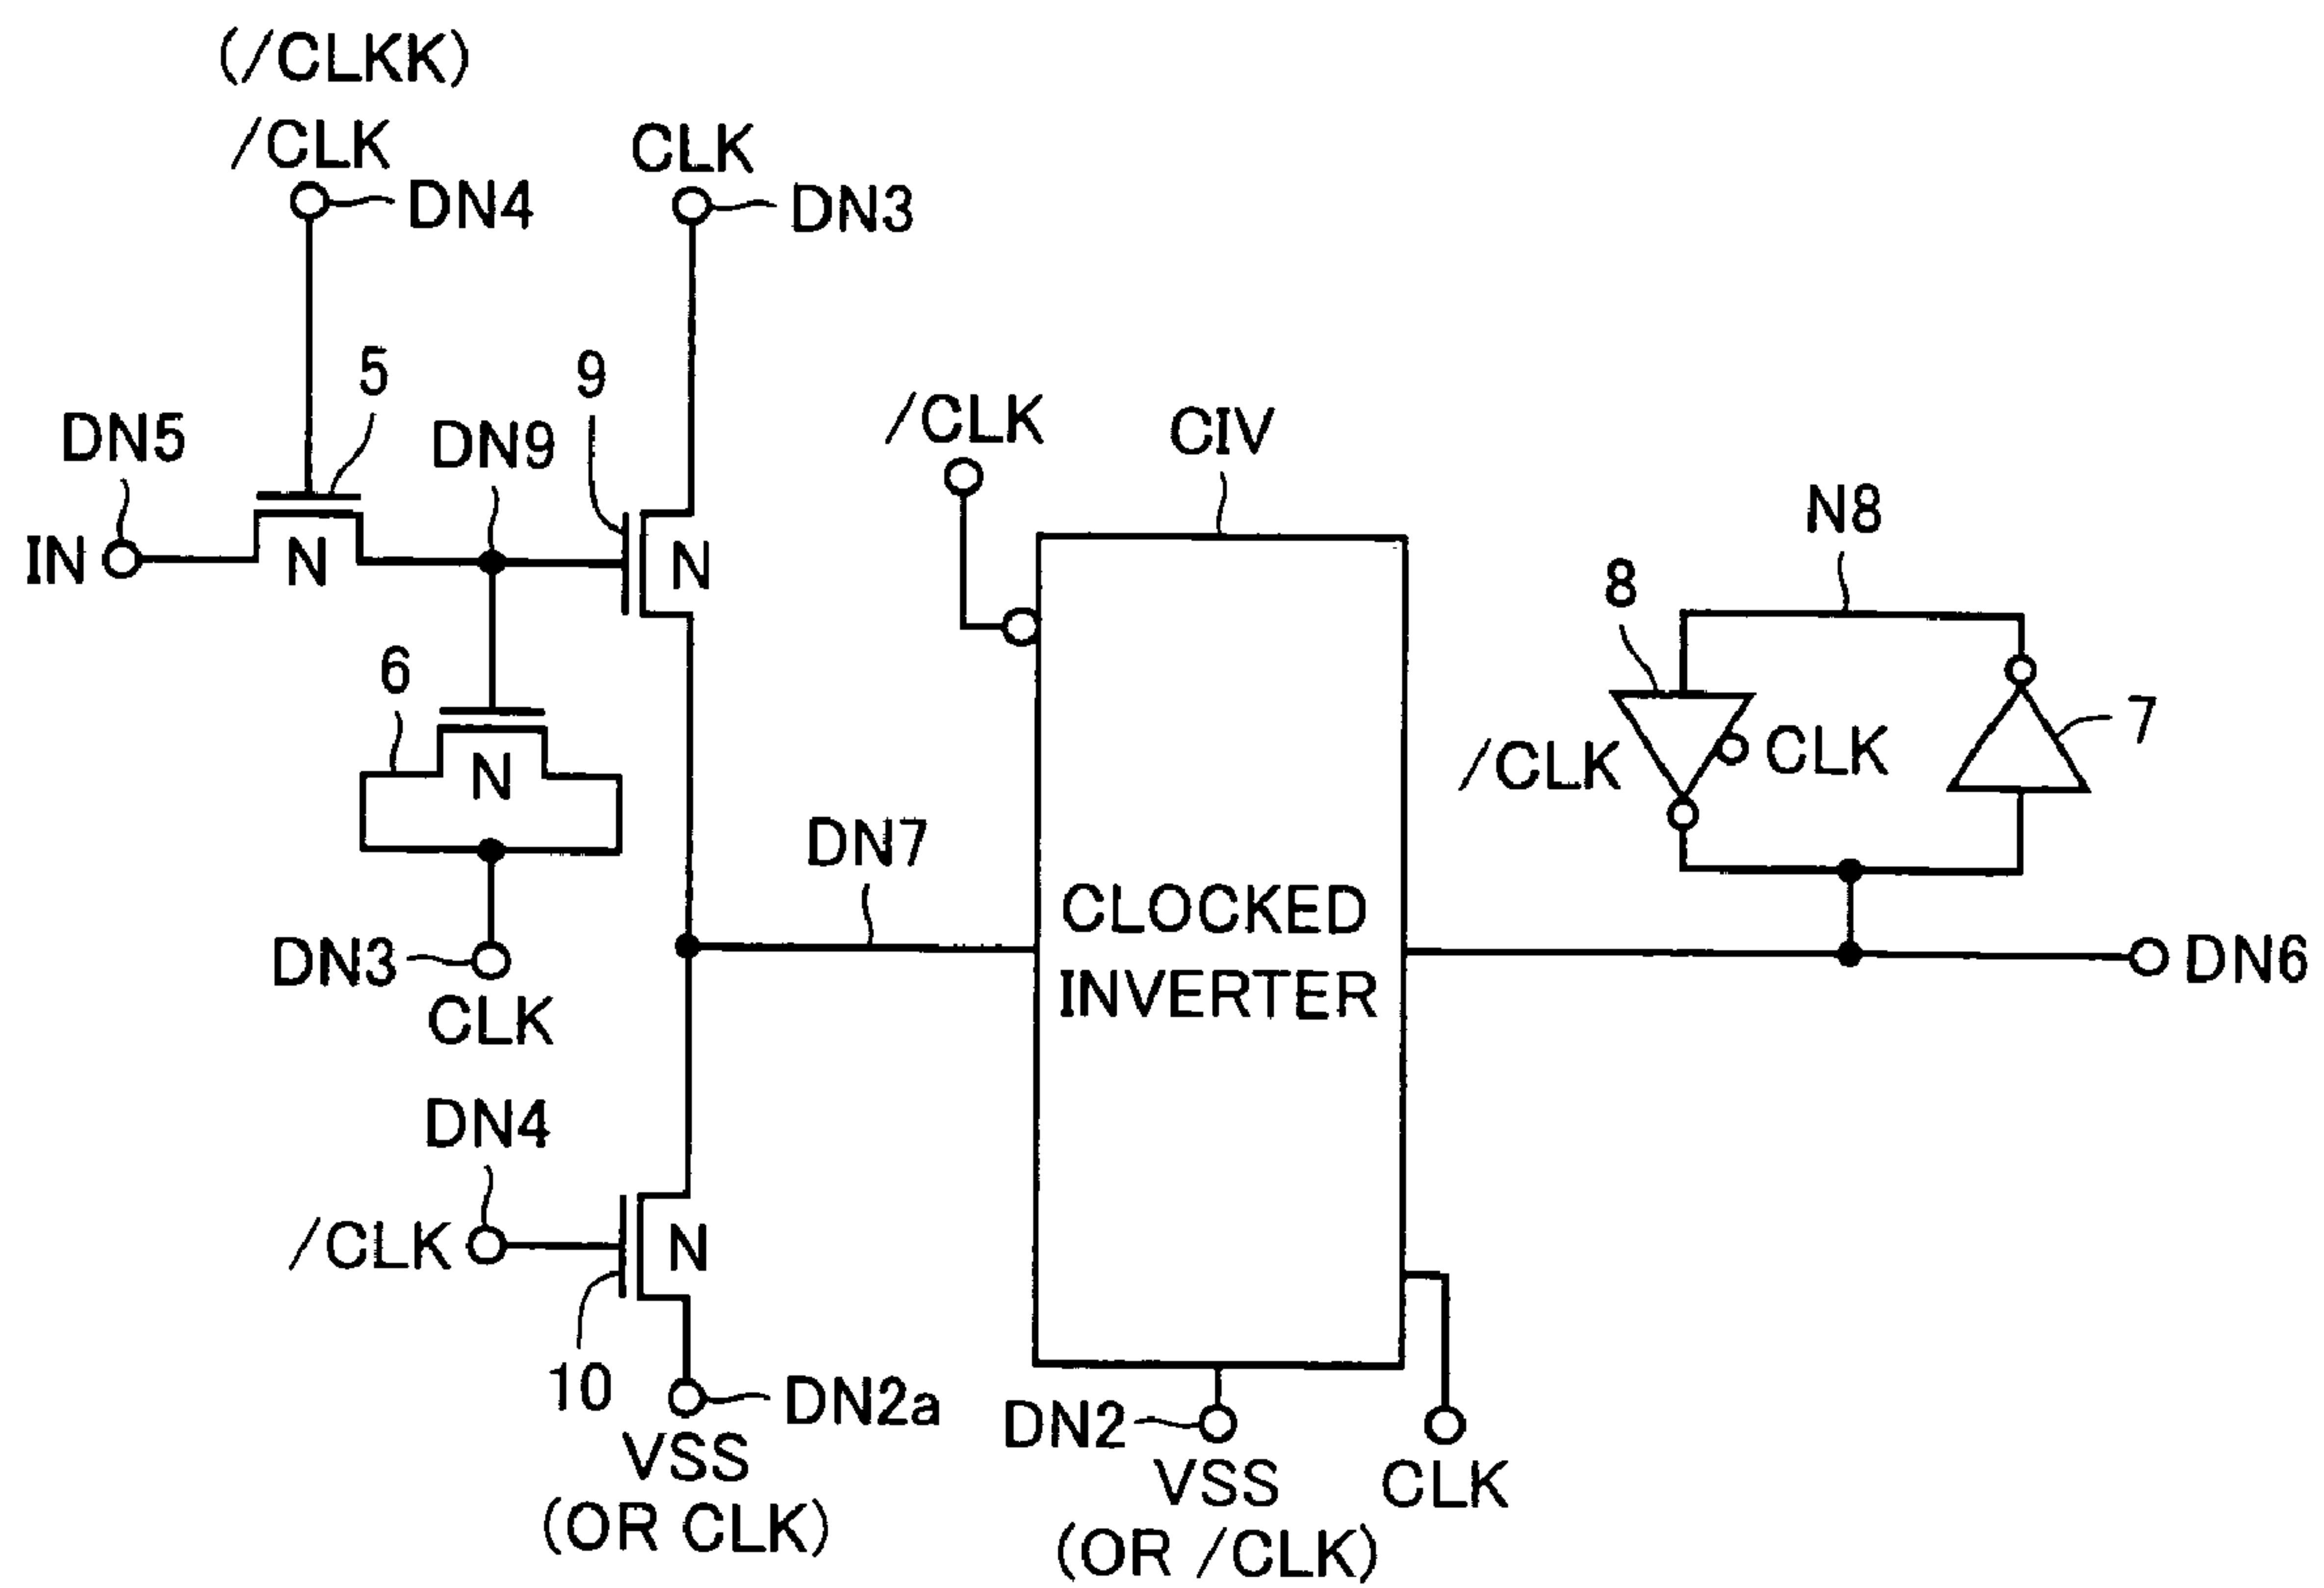 (/CLKK)
/CLK
CLK
DN4
DN3
5
9
DN5
DN9
/CLK
CIV
N8
IN
N
N
8
6
N
/CLK
CLK
7
DN7
CLOCKED
INVERTER
DN3
CLK
DN6
DN4
/CLK
N
10
DN2a
VSS
(OR CLK)
DN2
VSS
(OR /CLK)
CLK